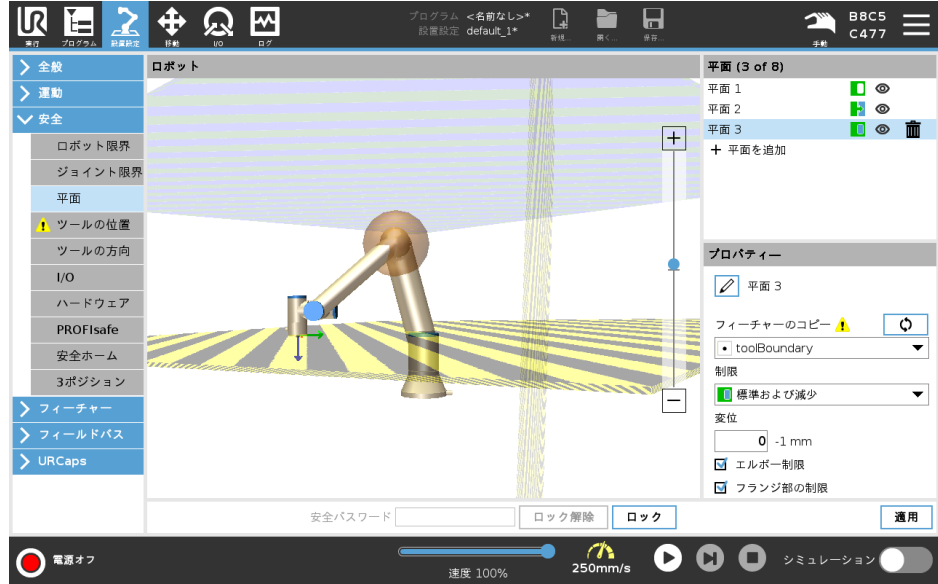 UR
実行
プログラム
設置設定
移動
I/O
ログ
プログラム <名前なし>*
設置設定 default_1*
新規...
開く...
保存...
手動
B8C5
C477
全般
運動
安全
ロボット限界
ジョイント限界
平面
ツールの位置
ツールの方向
I/O
ハードウェア
PROFIsafe
安全ホーム
3ポジション
フィーチャー
フィールドバス
URCaps
ロボット
平面 (3 of 8)
平面 1
平面 2
平面 3
+ 平面を追加
プロパティー
平面 3
フィーチャーのコピー
toolBoundary
制限
標準および減少
変位
0 -1 mm
エルボー制限
フランジ部の制限
安全パスワード
ロック解除
ロック
適用
電源オフ
速度 100%
250mm/s
シミュレーション